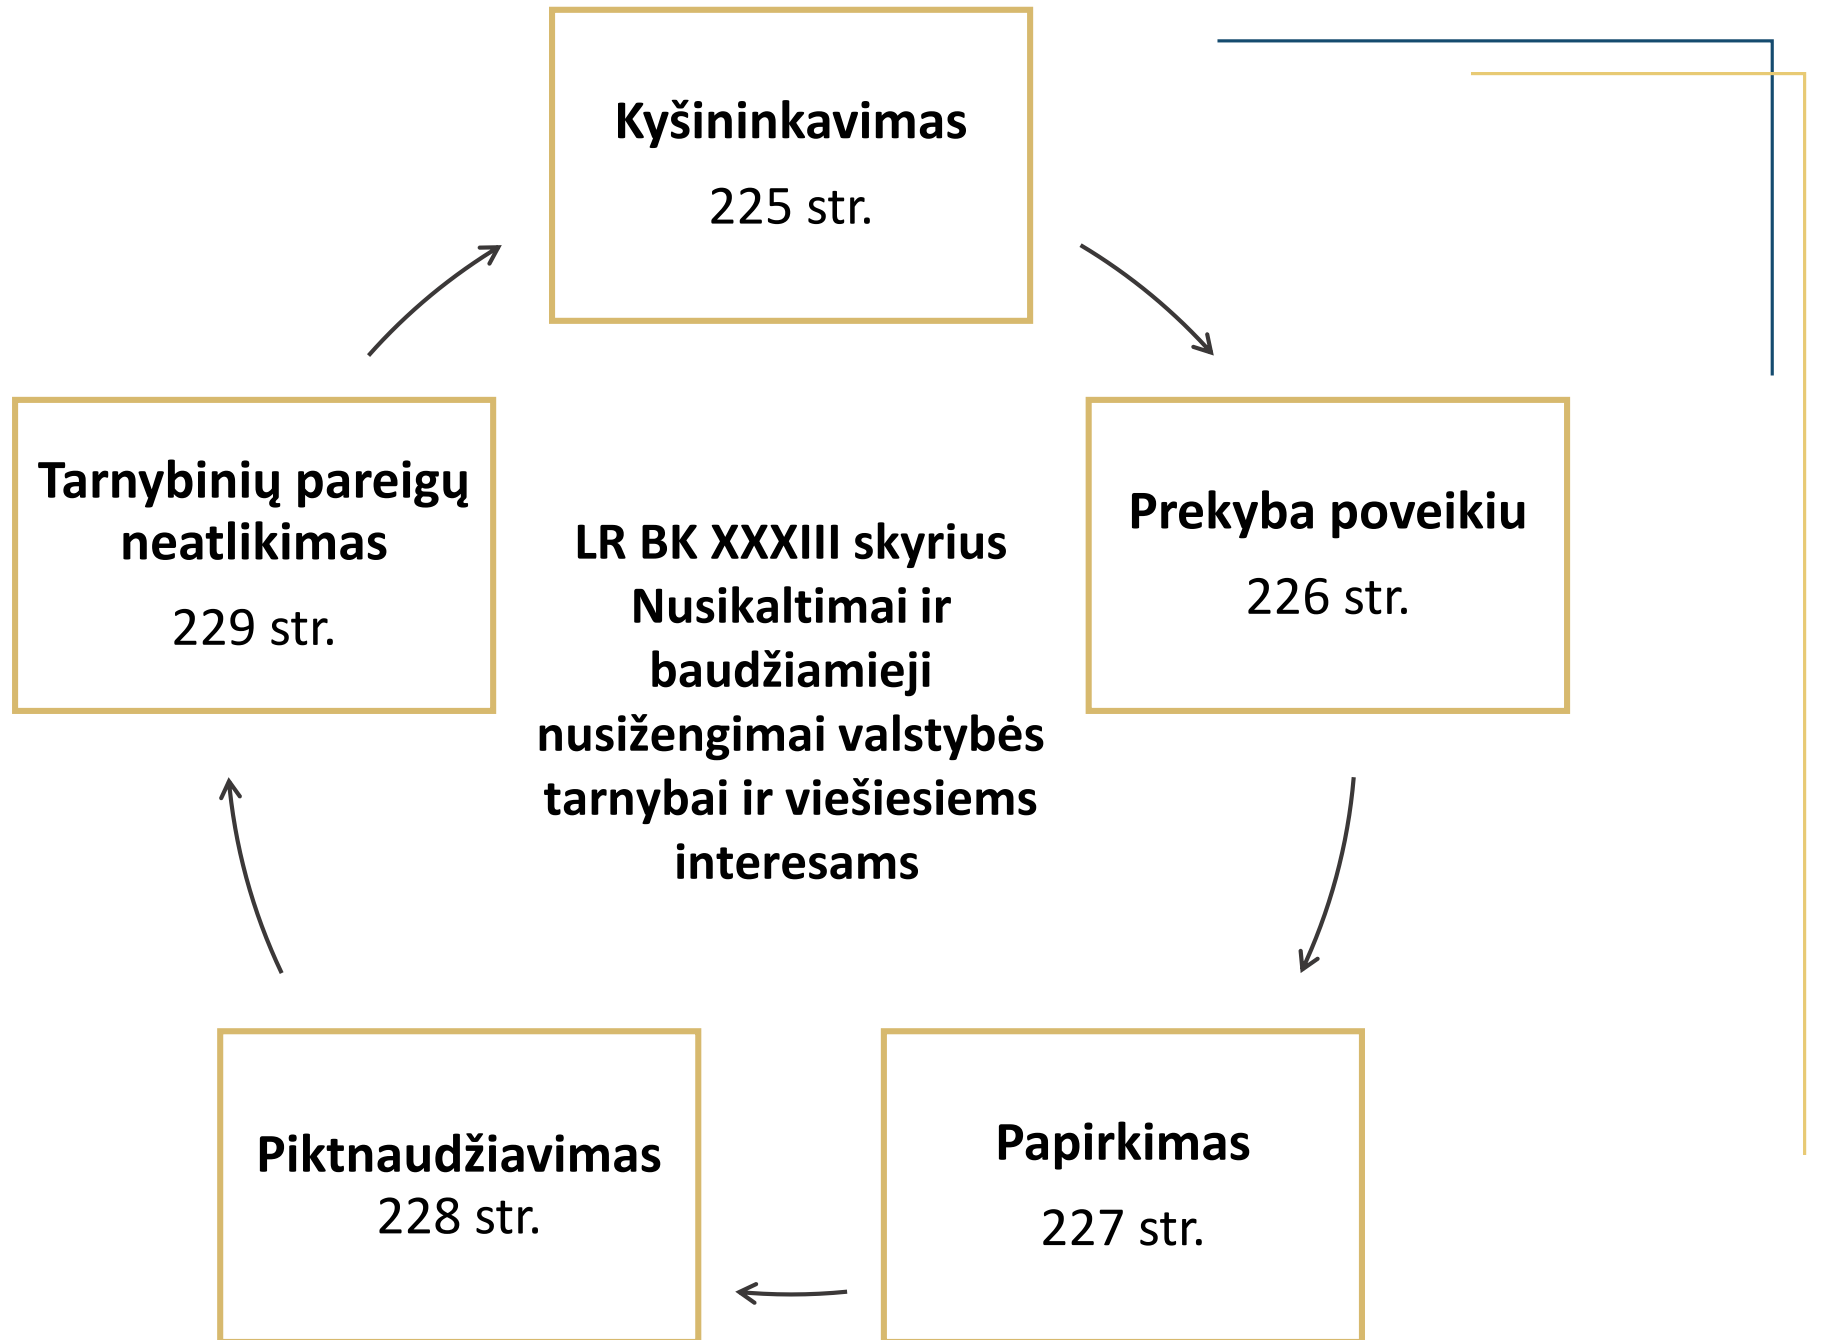 Kyšininkavimas
225 str.
Prekyba poveikiu
226 str.
Papirkimas
227 str.
Piktnaudžiavimas
228 str.
Tarnybinių pareigų
neatlikimas
229 str.
LR BK XXXIII skyrius
Nusikaltimai ir
baudžiamieji
nusižengimai valstybės
tarnybai ir viešiesiems
interesams